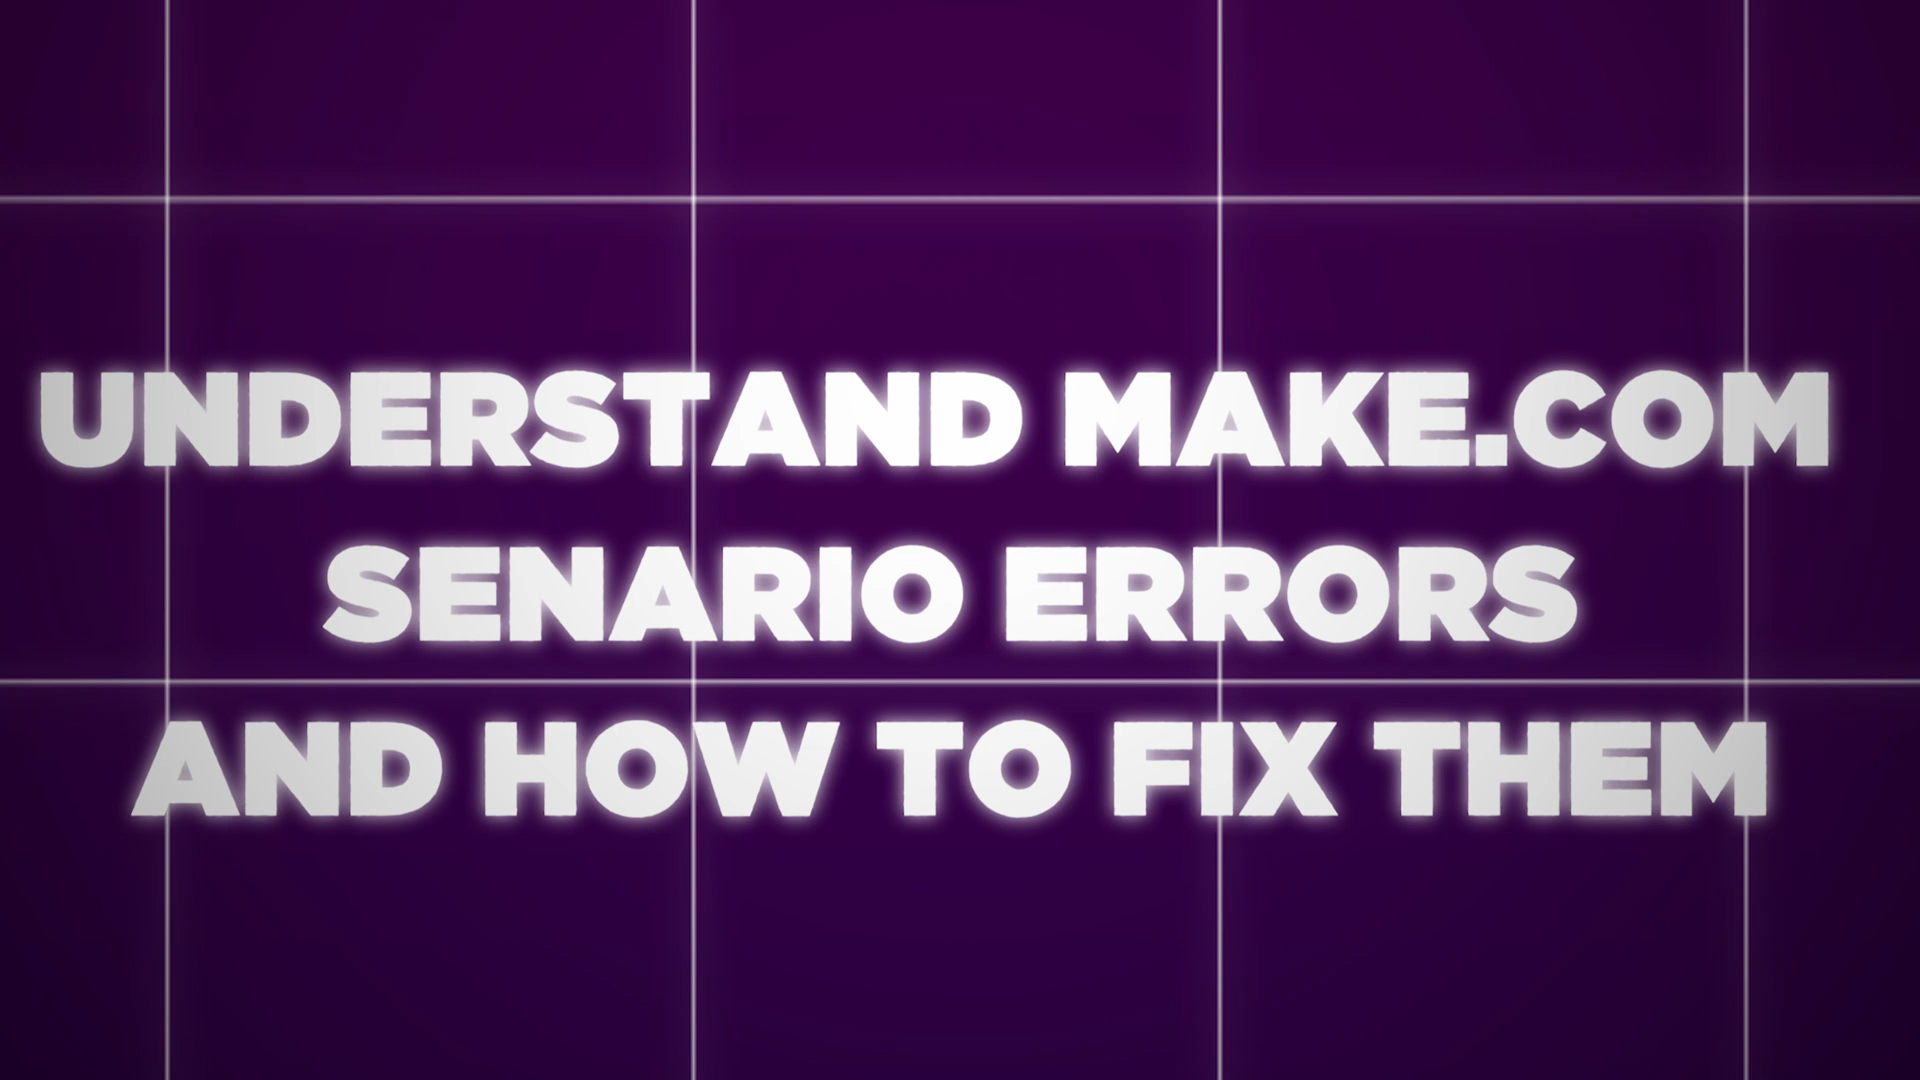 UNDERSTAND MAKE.COM
SENARIO ERRORS
AND HOW TO FIX THEM